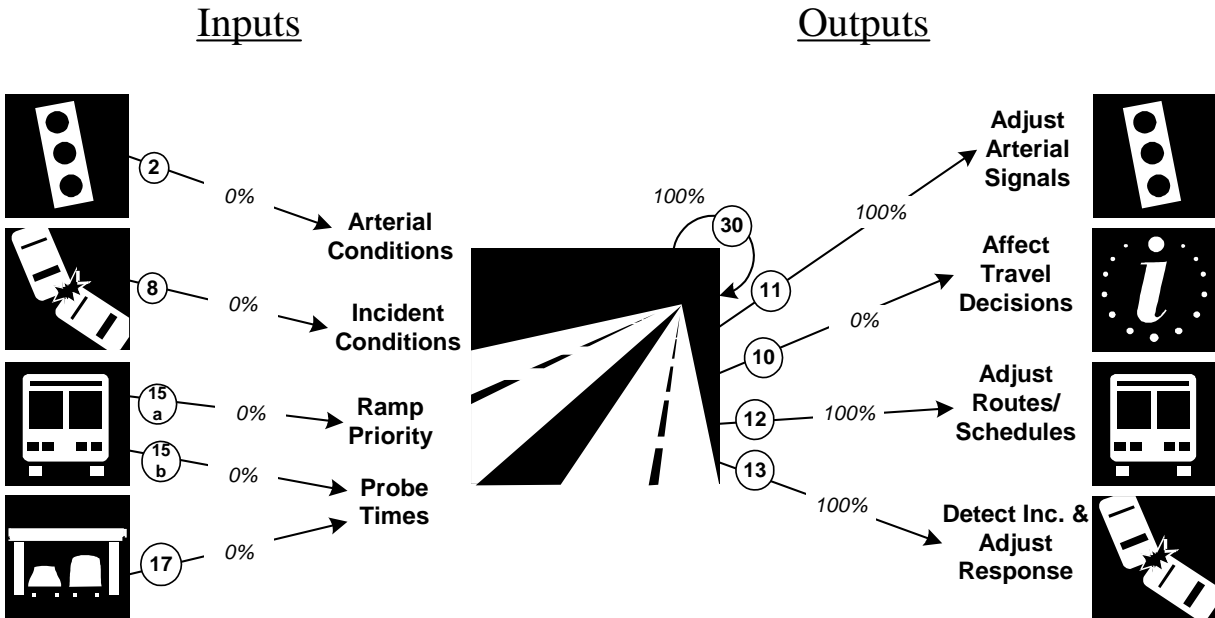 Inputs
Outputs
2
0%
Arterial
Conditions
8
0%
Incident
Conditions
15
a
0%
Ramp
Priority
15
b
0%
Probe
Times
17
0%
100%
30
11
100%
Adjust
Arterial
Signals
10
0%
Affect
Travel
Decisions
i
12
100%
Adjust
Routes/
Schedules
13
100%
Detect Inc. &
Adjust
Response